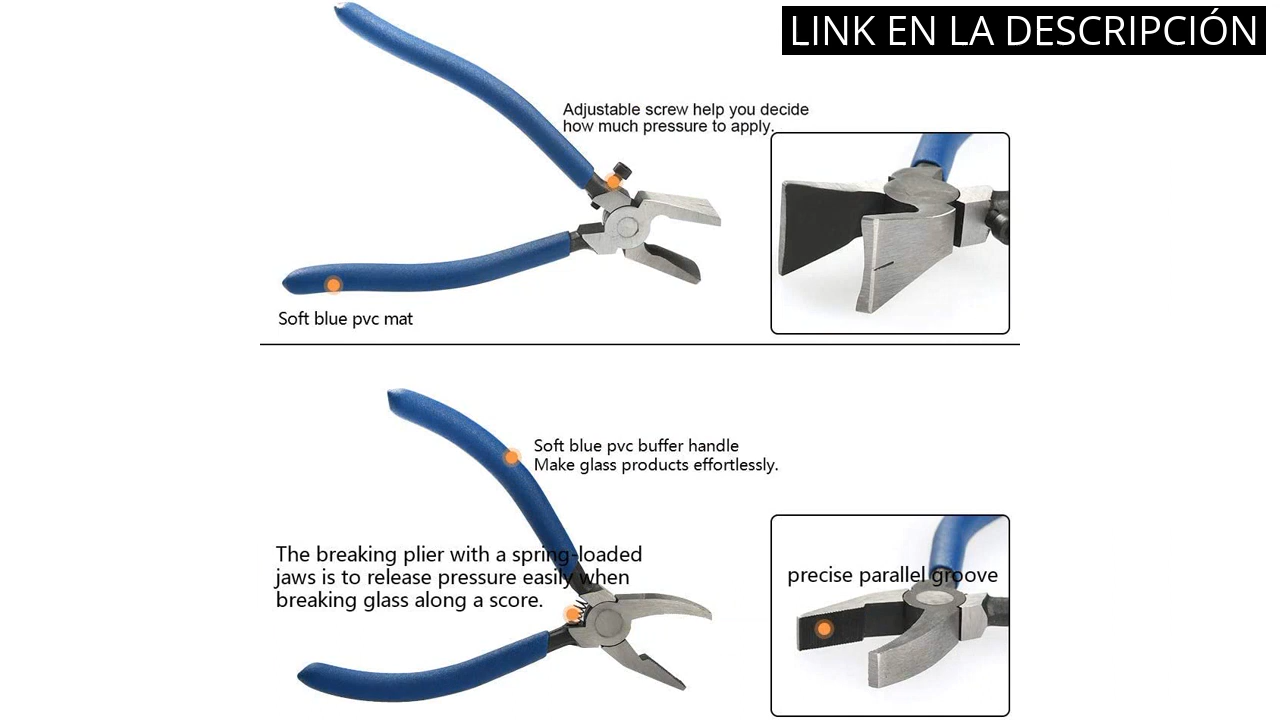 LINK EN LA DESCRIPCIÓN
Adjustable screw help you decide
how much pressure to apply.
Soft blue pvc mat
Soft blue pvc buffer handle
Make glass products effortlessly.
The breaking plier with a spring-loaded
jaws is to release pressure easily when
breaking glass along a score.
precise parallel groove